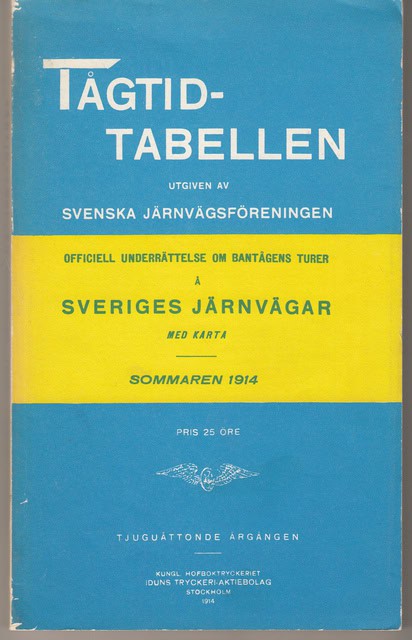 TÅGTID-
TABELLEN
UTGIVEN AV
SVENSKA JÄRNVÄGSFÖRENINGEN
OFFICIELL UNDERRÄTTELSE OM BANTÅGENS TURER
Å
SVERIGES JÄRNVÄGAR
MED KARTA
SOMMAREN 1914
PRIS 25 ÖRE
TJUGUÅTTONDE ÅRGÅNGEN
KUNGL. HOFBOKTRYCKERIET
IDUNS TRYCKERI-AKTIEBOLAG
STOCKHOLM
1914